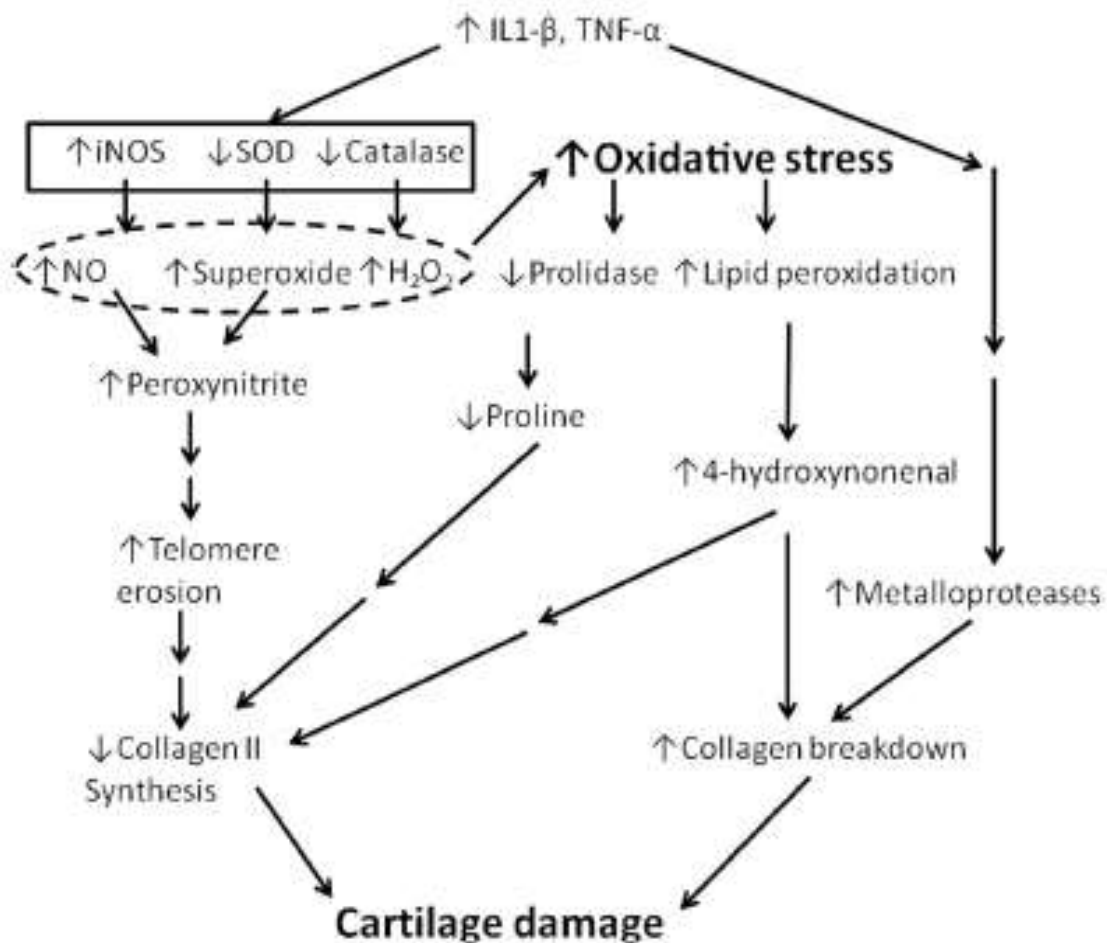 ↑ IL1-β, TNF-α
↑iNOS ↓SOD ↓Catalase
↑Oxidative stress
↑NO ↑Superoxide ↑H₂O₂
↓Prolidase ↑Lipid peroxidation
↑Peroxynitrite
↓Proline
↑4-hydroxynonenal
↑Telomere
erosion
↑Metalloproteases
↓Collagen II
Synthesis
↑Collagen breakdown
Cartilage damage